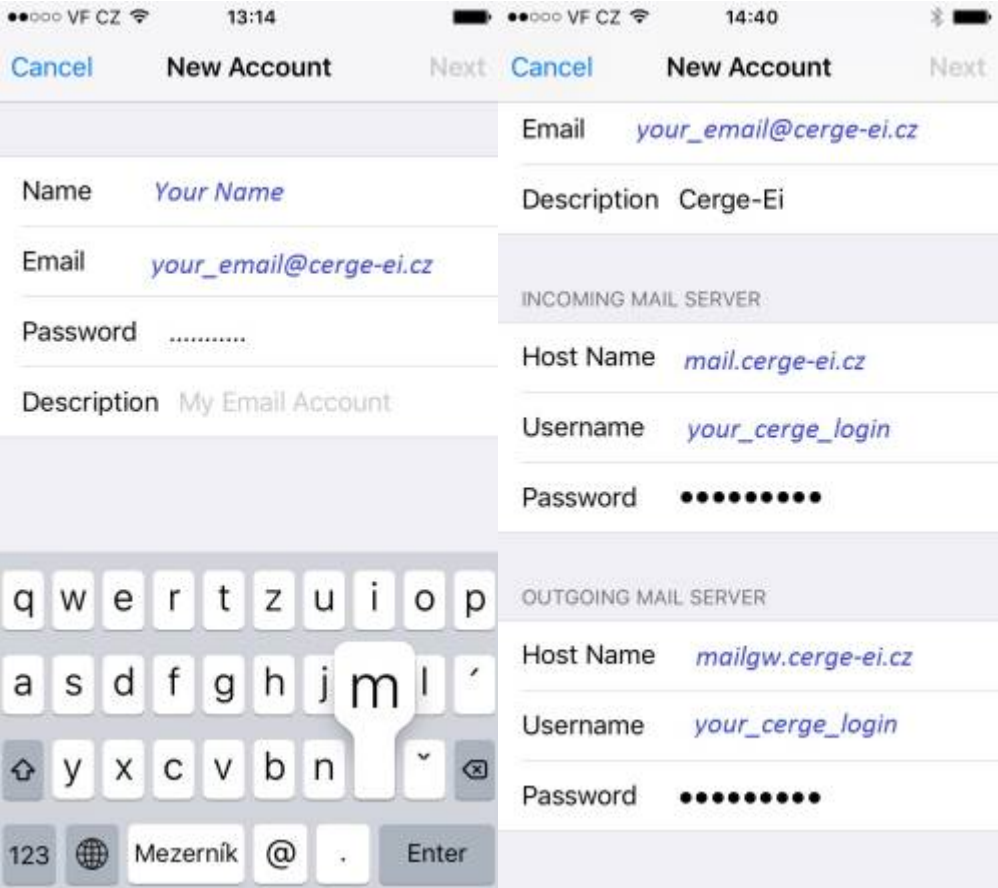 VF CZ 13:14
Cancel New Account Next
Name Your Name
Email your_email@cerge-ei.cz
Password ...........
Description My Email Account
q w e r t z u i o p
a s d f g h j m l ´
y x c v b n ˇ
123 Mezerník @ . Enter
VF CZ 14:40
Cancel New Account Next
Email your_email@cerge-ei.cz
Description Cerge-Ei
INCOMING MAIL SERVER
Host Name mail.cerge-ei.cz
Username your_cerge_login
Password ●●●●●●●●●
OUTGOING MAIL SERVER
Host Name mailgw.cerge-ei.cz
Username your_cerge_login
Password ●●●●●●●●●